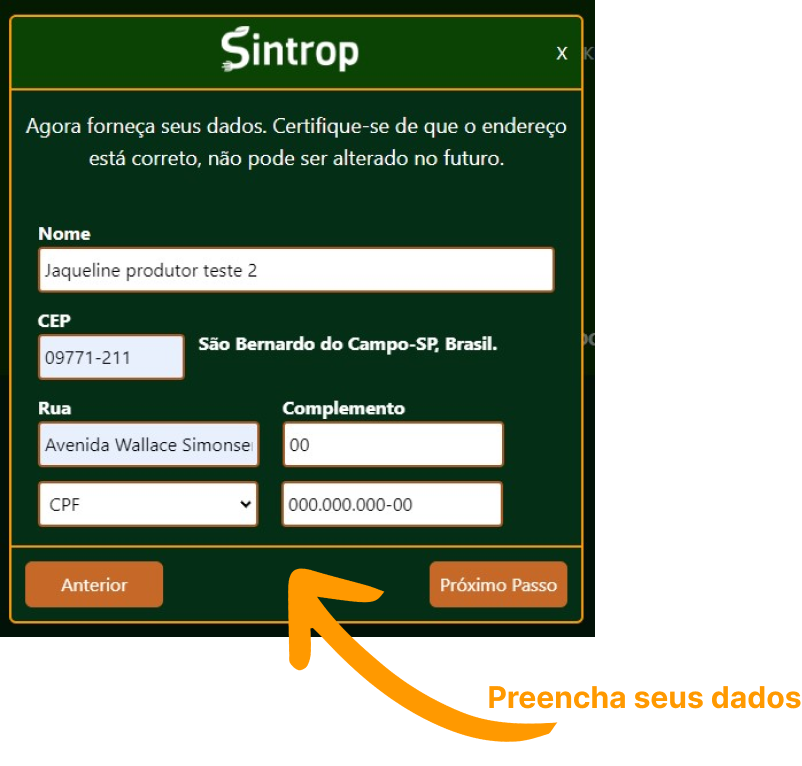 Sintrop
X
Agora forneça seus dados. Certifique-se de que o endereço
está correto, não pode ser alterado no futuro.
Nome
Jaqueline produtor teste 2
CEP
09771-211
São Bernardo do Campo-SP, Brasil.
Rua
Complemento
Avenida Wallace Simonse
00
CPF
000.000.000-00
Anterior
Próximo Passo
Preencha seus dados